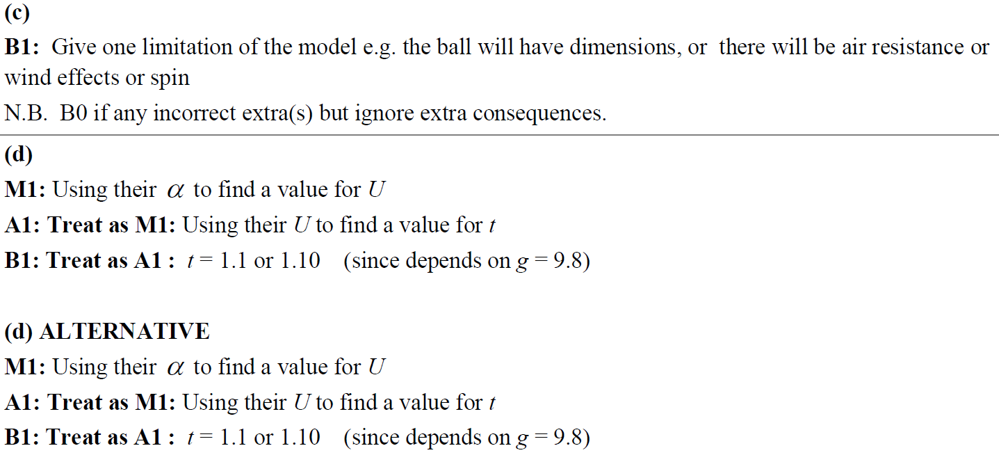 (c)
B1: Give one limitation of the model e.g. the ball will have dimensions, or there will be air resistance or
wind effects or spin
N.B. B0 if any incorrect extra(s) but ignore extra consequences.
(d)
M1: Using their α to find a value for U
A1: Treat as M1: Using their U to find a value for t
B1: Treat as A1 : t = 1.1 or 1.10 (since depends on g = 9.8)
(d) ALTERNATIVE
M1: Using their α to find a value for U
A1: Treat as M1: Using their U to find a value for t
B1: Treat as A1 : t = 1.1 or 1.10 (since depends on g = 9.8)